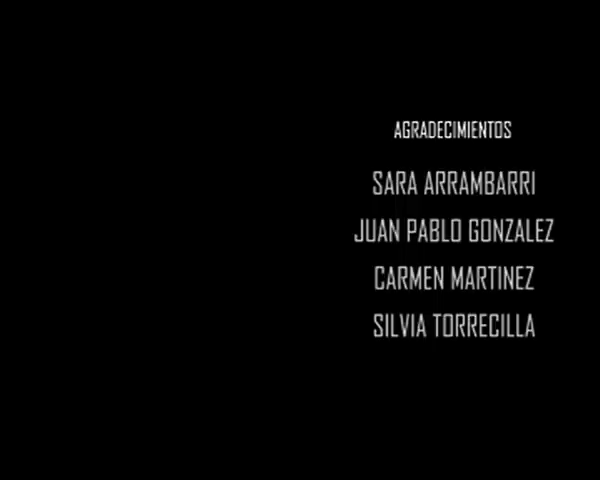 AGRADECIMIENTOS
SARA ARRAMBARRI
JUAN PABLO GONZALEZ
CARMEN MARTINEZ
SILVIA TORRECILLA